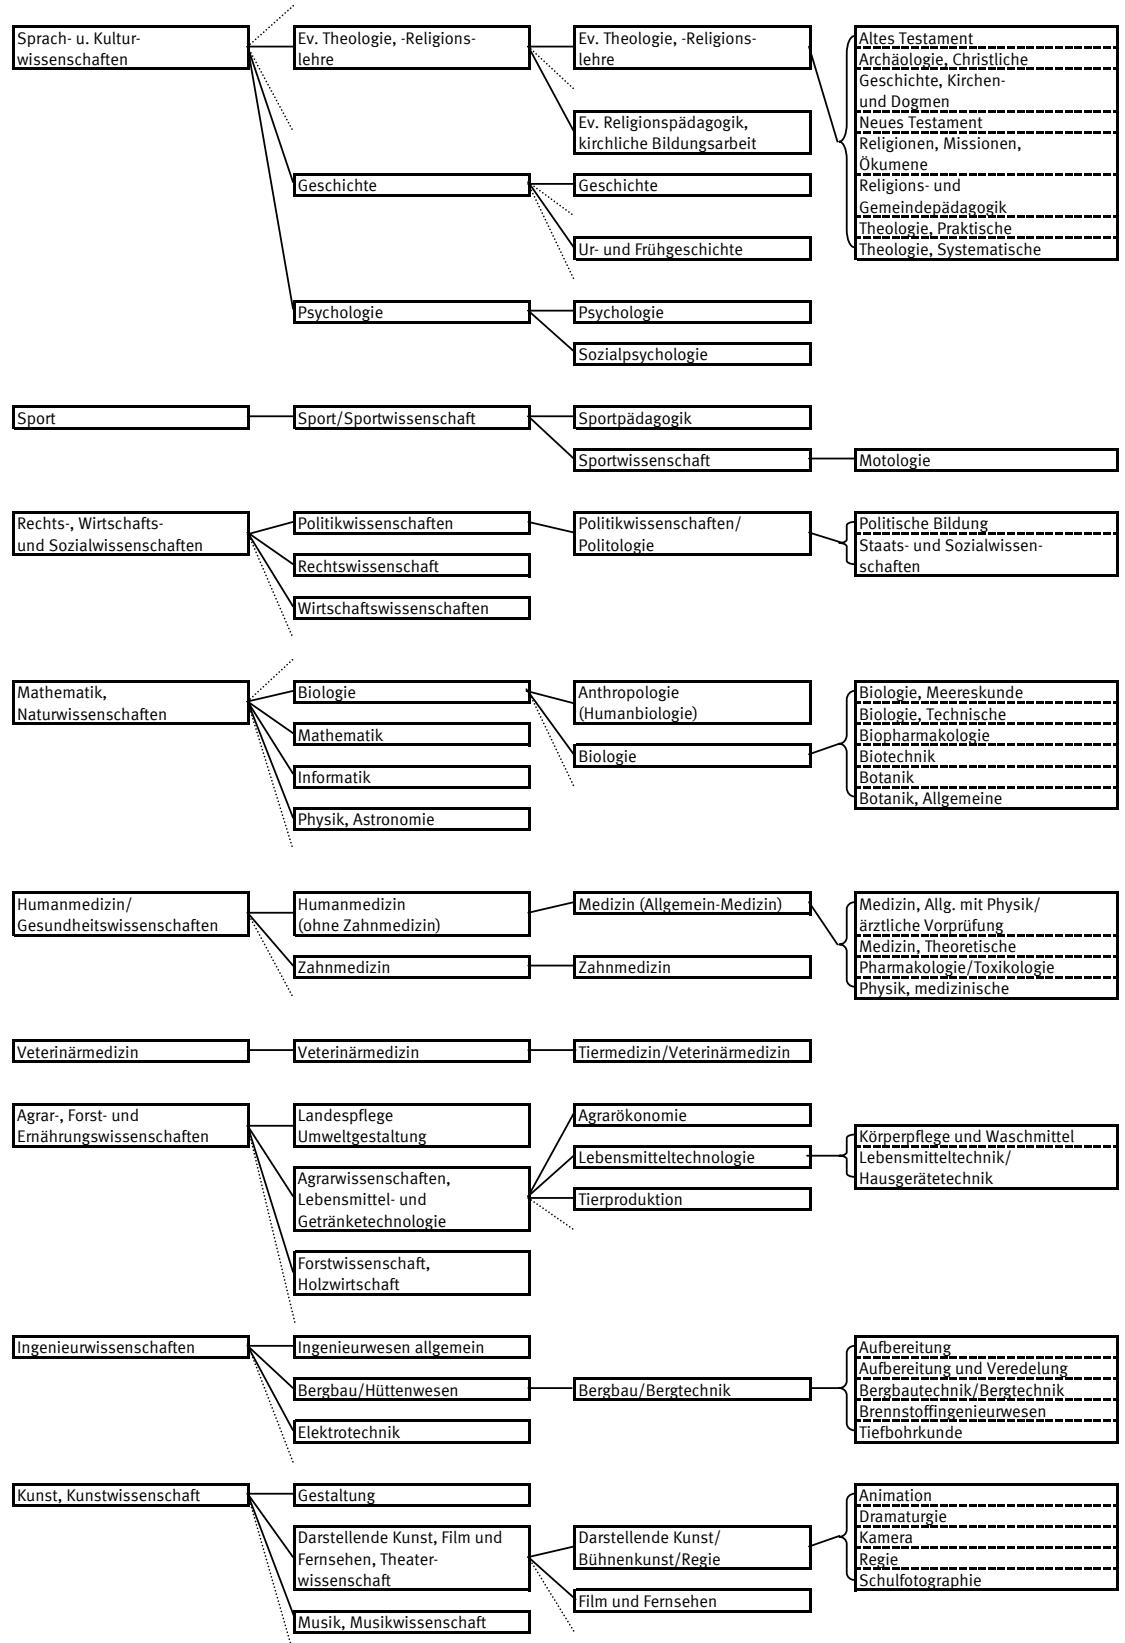 Sprach- u. Kultur-
wissenschaften
Ev. Theologie, -Religions-
lehre
Ev. Theologie, -Religions-
lehre
Ev. Religionspädagogik,
kirchliche Bildungsarbeit
Altes Testament
Archäologie, Christliche
Geschichte, Kirchen-
und Dogmen
Neues Testament
Religionen, Missionen,
Ökumene
Religions- und
Gemeindepädagogik
Theologie, Praktische
Theologie, Systematische
Geschichte
Geschichte
Ur- und Frühgeschichte
Psychologie
Psychologie
Sozialpsychologie
Sport
Sport/Sportwissenschaft
Sportpädagogik
Sportwissenschaft
Motologie
Rechts-, Wirtschafts-
und Sozialwissenschaften
Politikwissenschaften
Rechtswissenschaft
Wirtschaftswissenschaften
Politikwissenschaften/
Politologie
Politische Bildung
Staats- und Sozialwissen-
schaften
Mathematik,
Naturwissenschaften
Biologie
Mathematik
Informatik
Physik, Astronomie
Anthropologie
(Humanbiologie)
Biologie
Biologie, Meereskunde
Biologie, Technische
Biopharmakologie
Biotechnik
Botanik
Botanik, Allgemeine
Humanmedizin/
Gesundheitswissenschaften
Humanmedizin
(ohne Zahnmedizin)
Zahnmedizin
Medizin (Allgemein-Medizin)
Zahnmedizin
Medizin, Allg. mit Physik/
ärztliche Vorprüfung
Medizin, Theoretische
Pharmakologie/Toxikologie
Physik, medizinische
Veterinärmedizin
Veterinärmedizin
Tiermedizin/Veterinärmedizin
Agrar-, Forst- und
Ernährungswissenschaften
Landespflege
Umweltgestaltung
Agrarwissenschaften,
Lebensmittel- und
Getränketechnologie
Forstwissenschaft,
Holzwirtschaft
Agrarökonomie
Lebensmitteltechnologie
Tierproduktion
Körperpflege und Waschmittel
Lebensmitteltechnik/
Hausgerätetechnik
Ingenieurwissenschaften
Ingenieurwesen allgemein
Bergbau/Hüttenwesen
Elektrotechnik
Bergbau/Bergtechnik
Aufbereitung
Aufbereitung und Veredelung
Bergbautechnik/Bergtechnik
Brennstoffingenieurwesen
Tiefbohrkunde
Kunst, Kunstwissenschaft
Gestaltung
Darstellende Kunst, Film und
Fernsehen, Theater-
wissenschaft
Musik, Musikwissenschaft
Darstellende Kunst/
Bühnenkunst/Regie
Film und Fernsehen
Animation
Dramaturgie
Kamera
Regie
Schulfotographie